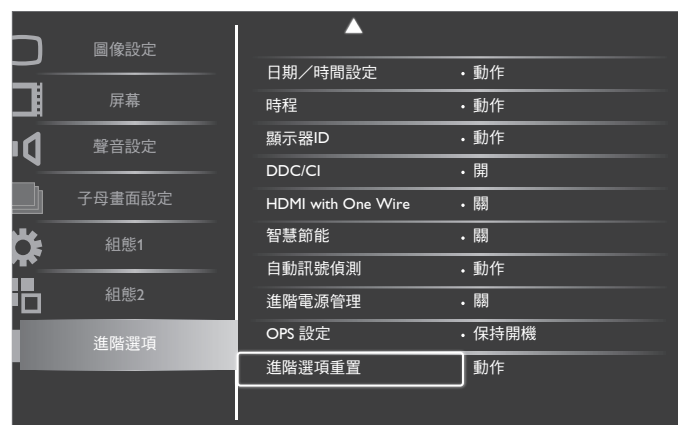 圖像設定
屏幕
聲音設定
子母畫面設定
組態1
組態2
進階選項
日期／時間設定 • 動作
時程 • 動作
顯示器ID • 動作
DDC/CI • 開
HDMI with One Wire • 關
智慧節能 • 關
自動訊號偵測 • 動作
進階電源管理 • 關
OPS 設定 • 保持開機
進階選項重置 動作